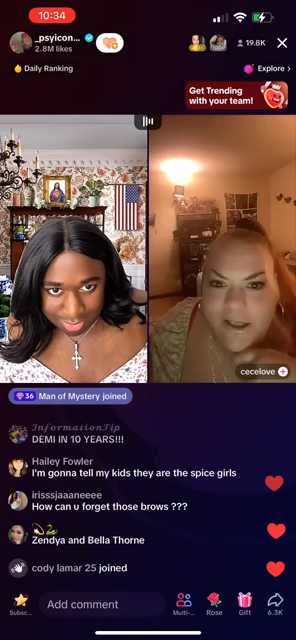 10:34
_psyicon...
2.8M likes
19.8K
Daily Ranking
Explore >
Get Trending
with your team!
cecelove
36 Man of Mystery joined
InformationTip
DEMI IN 10 YEARS!!!
Hailey Fowler
I'm gonna tell my kids they are the spice girls
irisssjaaneeee
How can u forget those brows ???
Zendya and Bella Thorne
cody lamar 25 joined
Add comment
Subsc...
Multi-...
Rose
Gift
6.3K